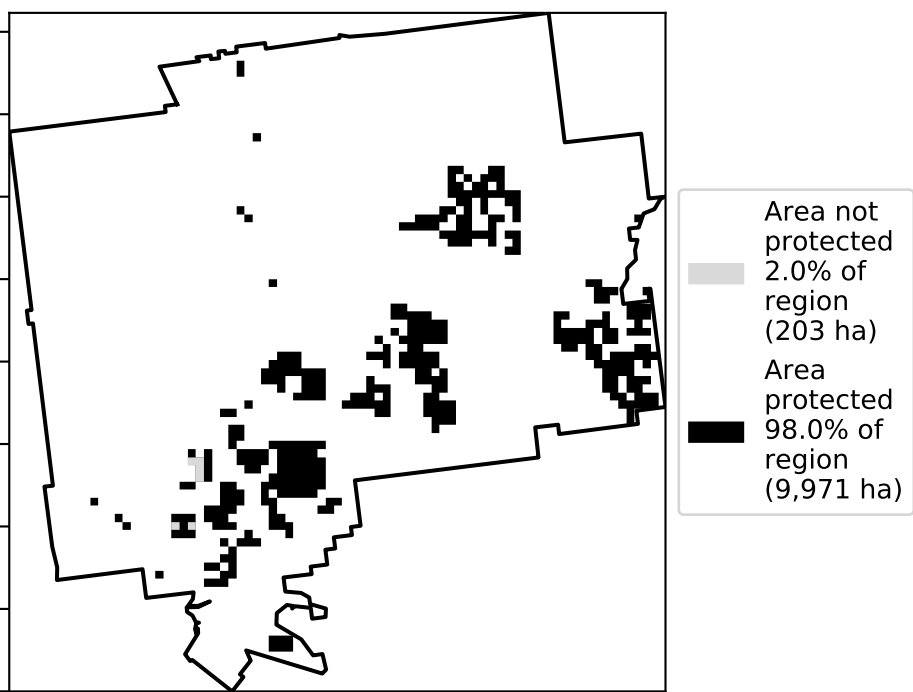 Area not
protected
2.0% of
region
(203 ha)
Area
protected
98.0% of
region
(9,971 ha)